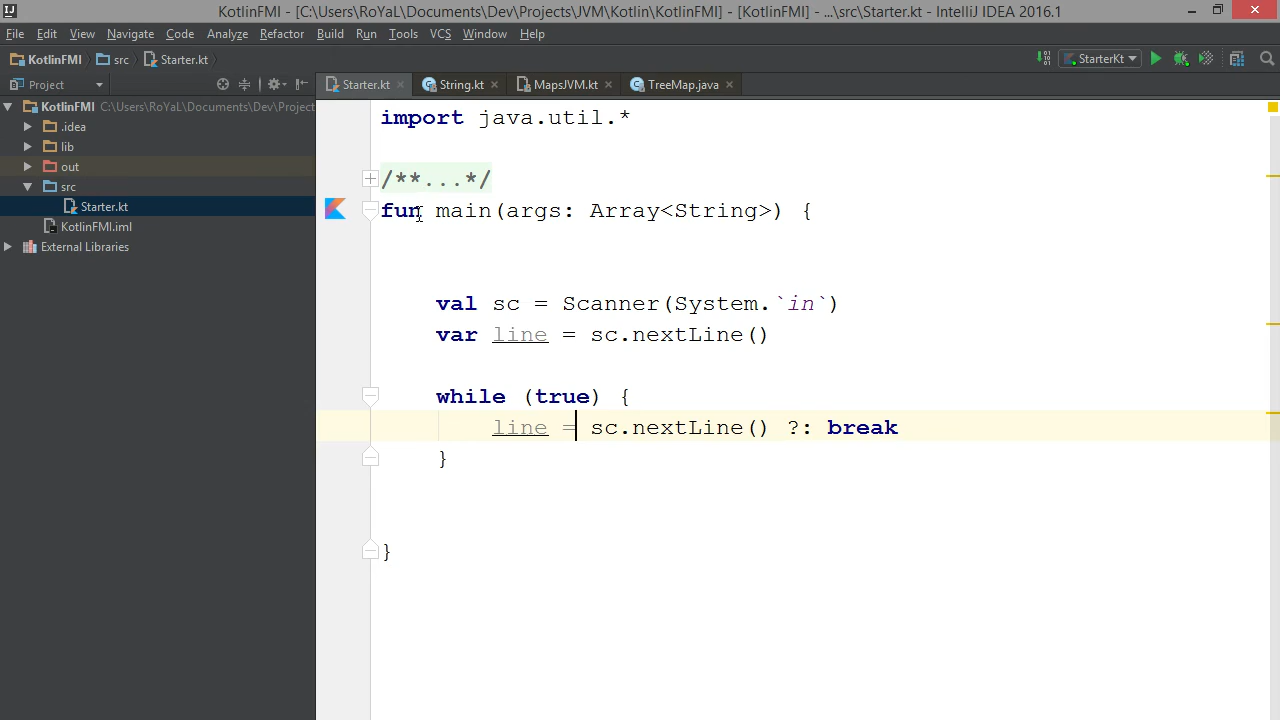 KotlinFMI - [C:\Users\RoYaL\Documents\Dev\Projects\JVM\Kotlin\KotlinFMI] - [KotlinFMI] - ...\src\Starter.kt - IntelliJ IDEA 2016.1
File Edit View Navigate Code Analyze Refactor Build Run Tools VCS Window Help
KotlinFMI src Starter.kt StarterKt
Project Starter.kt String.kt MapsJVM.kt TreeMap.java
KotlinFMI C:\Users\RoYaL\Documents\Dev\Project
.idea
lib
out
src
Starter.kt
KotlinFMI.iml
External Libraries
import java.util.*
/**...*/
fun main(args: Array<String>) {
val sc = Scanner(System.`in`)
var line = sc.nextLine()
while (true) {
line = sc.nextLine() ?: break
}
}